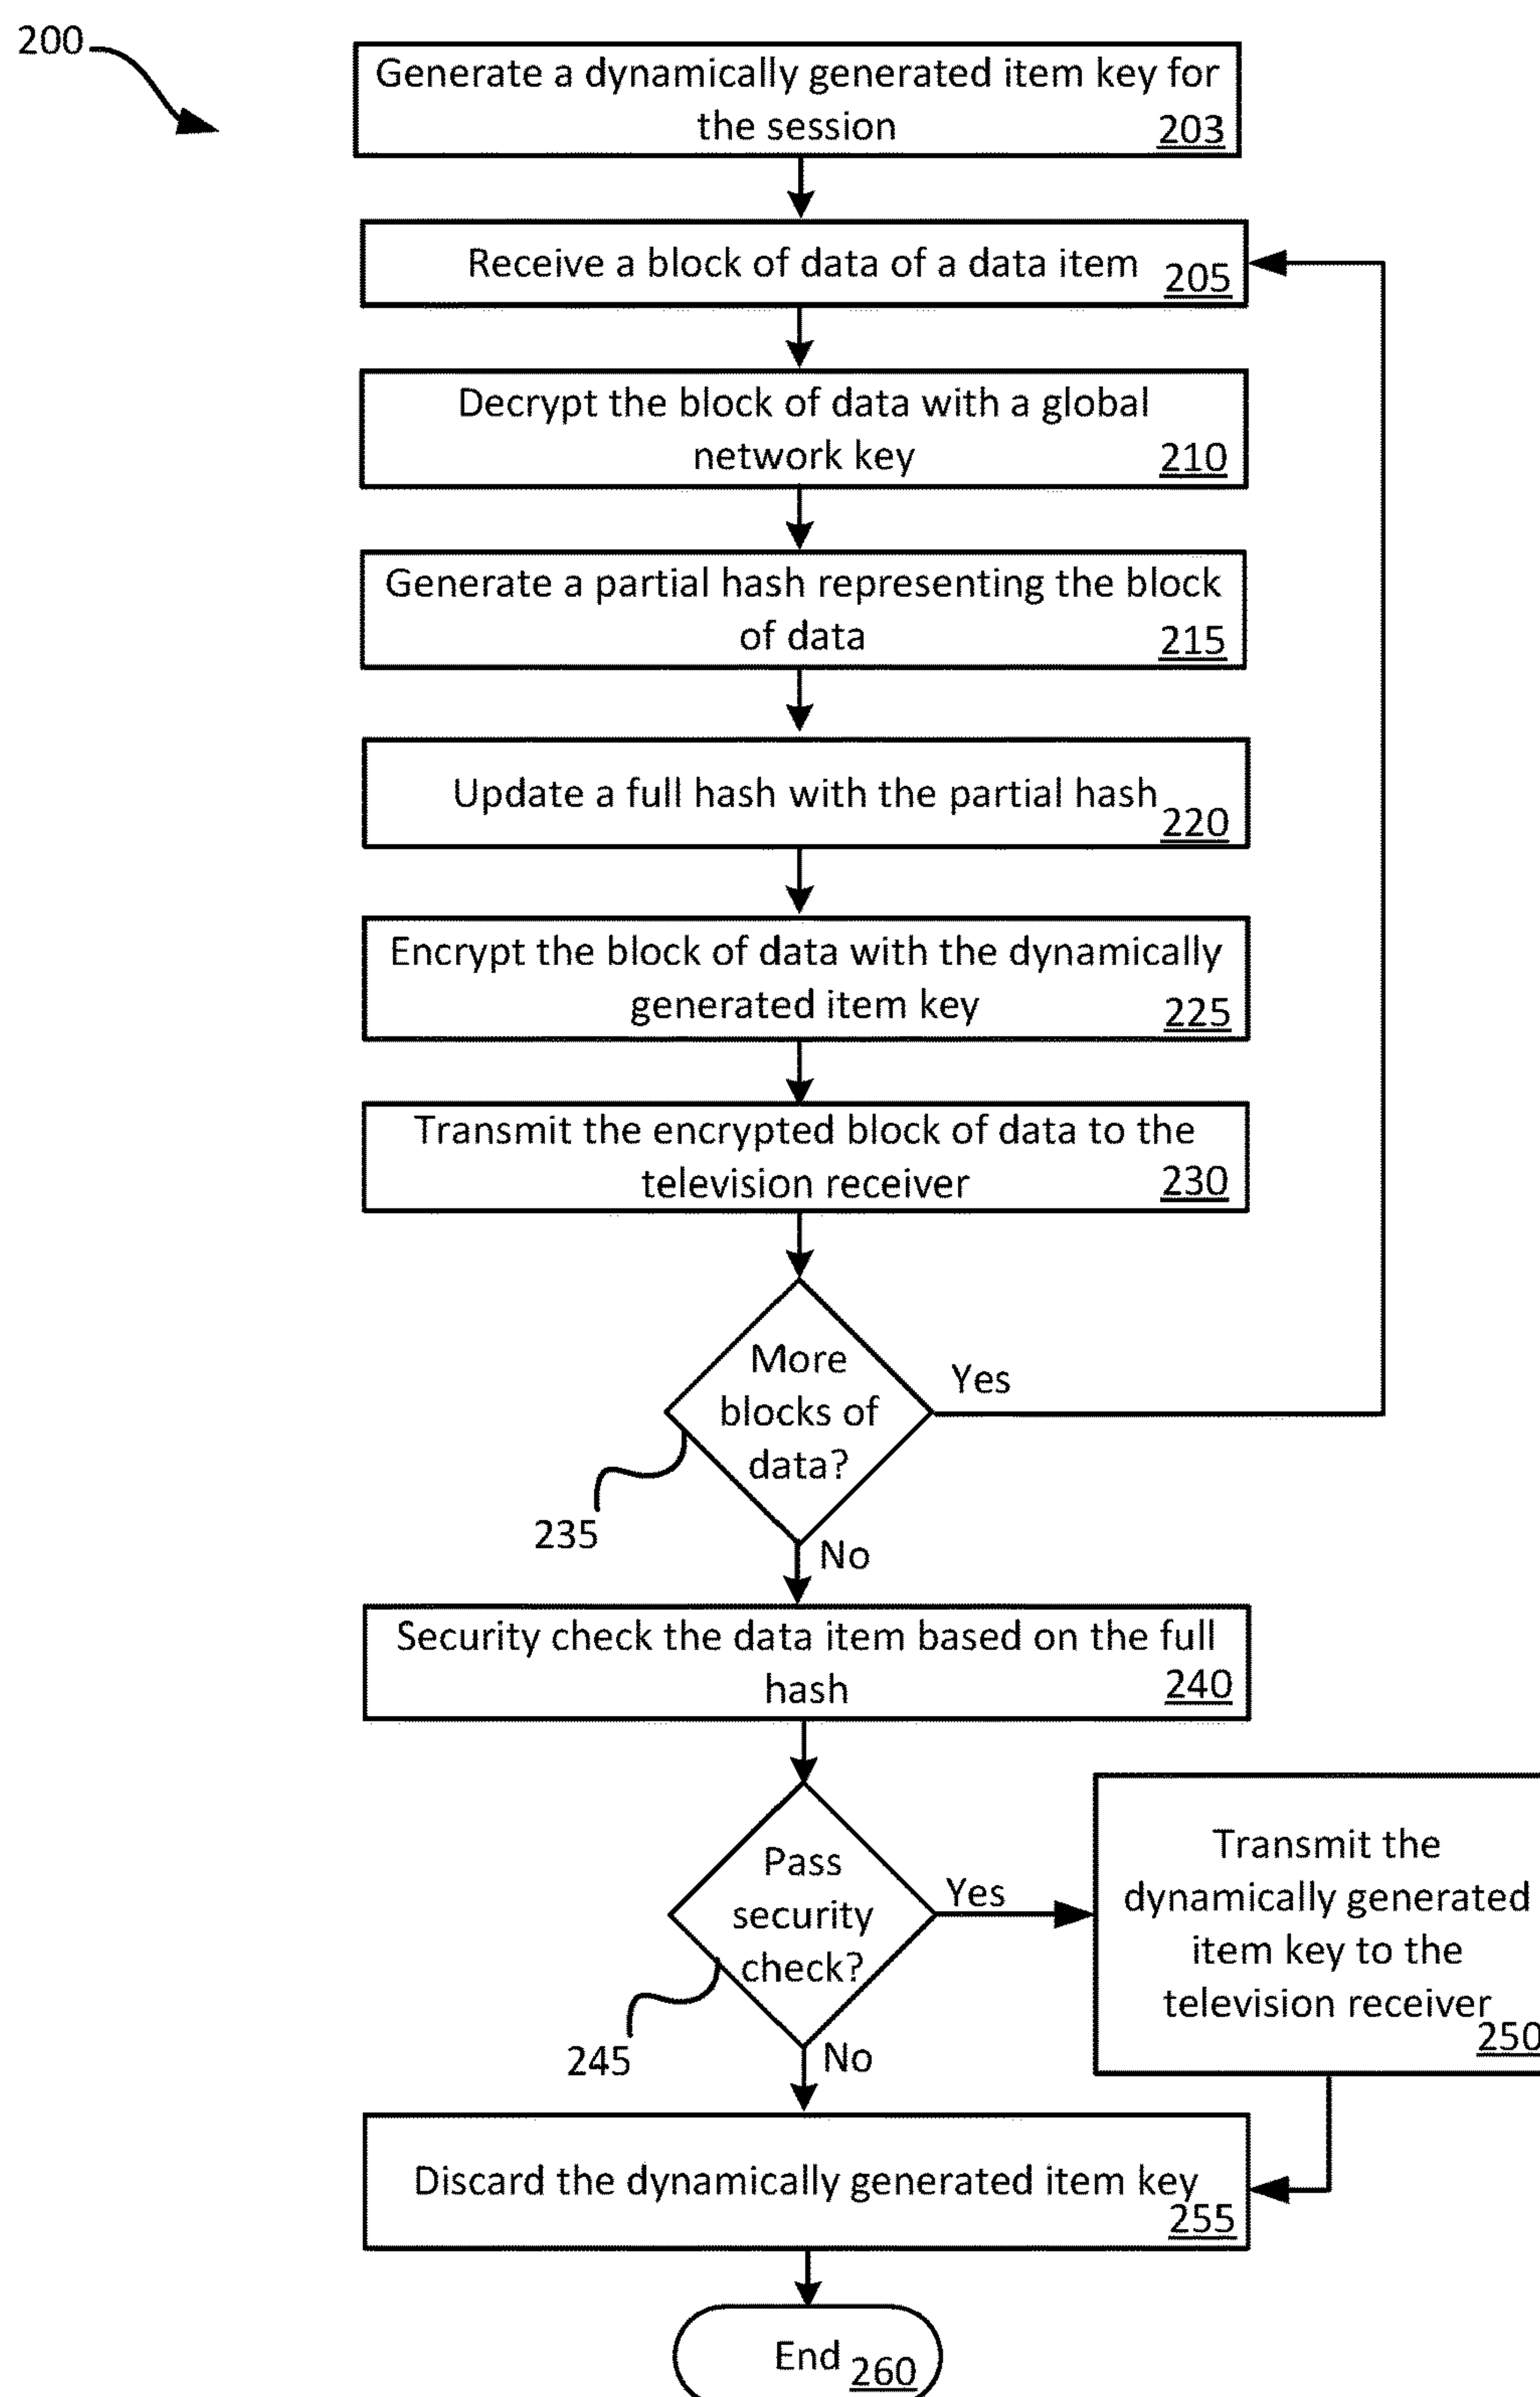 200
Generate a dynamically generated item key for
the session 203
Receive a block of data of a data item 205
Decrypt the block of data with a global
network key 210
Generate a partial hash representing the block
of data 215
Update a full hash with the partial hash 220
Encrypt the block of data with the dynamically
generated item key 225
Transmit the encrypted block of data to the
television receiver 230
More
blocks of
data?
Yes
235
No
Security check the data item based on the full
hash 240
Pass
security
check?
Yes
245
No
Transmit the
dynamically generated
item key to the
television receiver
250
Discard the dynamically generated item key
255
End 260